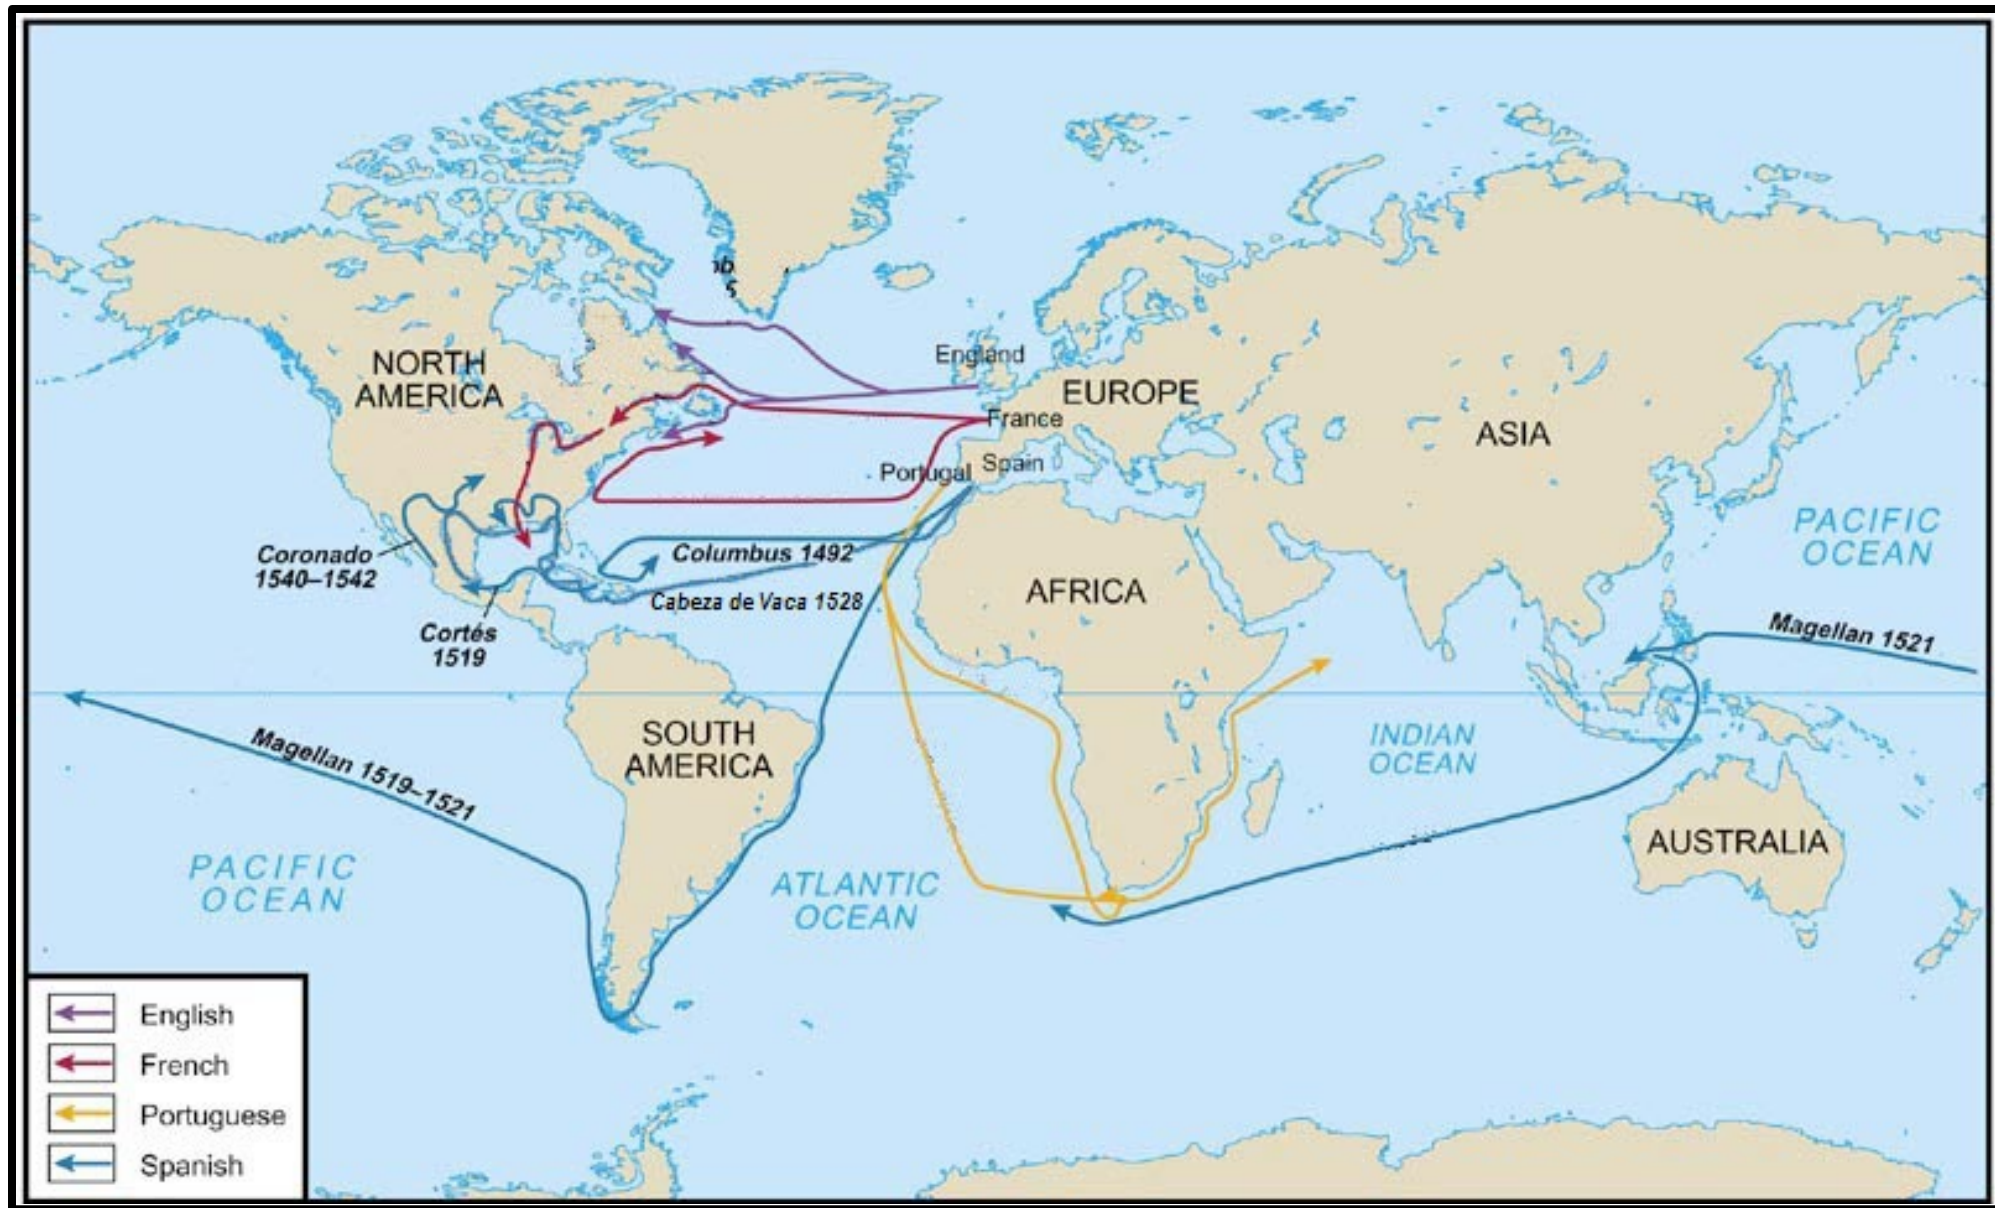 NORTH
AMERICA
England
EUROPE
France
ASIA
Portugal
Spain
PACIFIC
OCEAN
Coronado
1540–1542
Columbus 1492
AFRICA
Cabeza de Vaca 1528
Cortés
1519
Magellan 1521
SOUTH
AMERICA
INDIAN
OCEAN
Magellan 1519–1521
AUSTRALIA
PACIFIC
OCEAN
ATLANTIC
OCEAN
English
French
Portuguese
Spanish